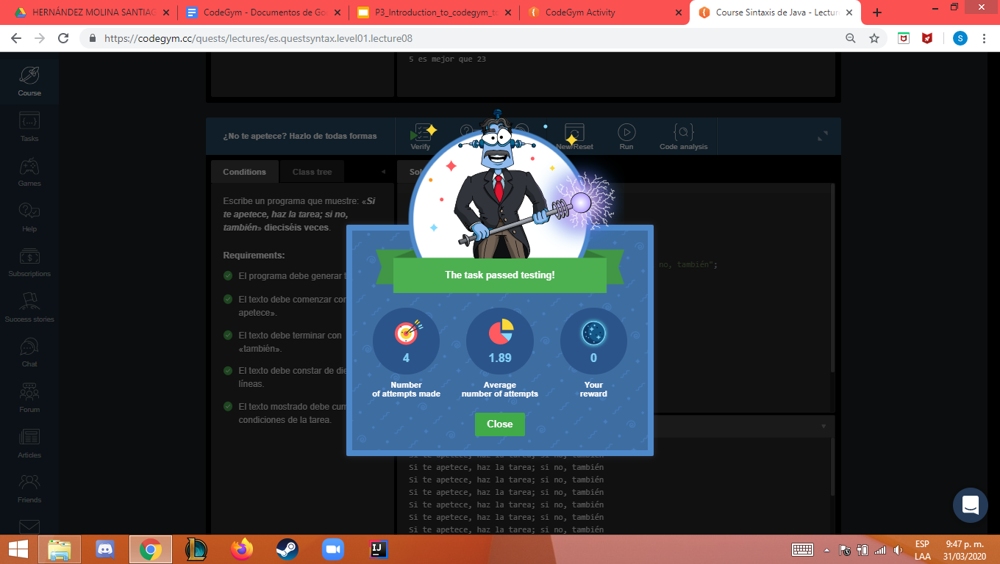 HERNÁNDEZ MOLINA SANTIAG
CodeGym - Documentos de Go
P3_Introduction_to_codegym_to
CodeGym Activity
Course Sintaxis de Java - Lectur
https://codegym.cc/quests/lectures/es.questsyntax.level01.lecture08
S
5 es mejor que 23
Course
Tasks
Games
Help
Subscriptions
Success stories
Chat
Forum
Articles
Friends
¿No te apetece? Hazlo de todas formas
Verify
New/Reset
Run
Code analysis
Conditions
Class tree
Sol
Escribe un programa que muestre: «Si
te apetece, haz la tarea; si no,
también» dieciséis veces.
Requirements:
El programa debe generar t
El texto debe comenzar con
apetece».
El texto debe terminar con
«también».
El texto debe constar de die
líneas.
El texto mostrado debe cum
condiciones de la tarea.
no, también";
The task passed testing!
4
Number
of attempts made
1.89
Average
number of attempts
0
Your
reward
Close
Si te apetece, haz la tarea; si no, también
Si te apetece, haz la tarea; si no, también
Si te apetece, haz la tarea; si no, también
Si te apetece, haz la tarea; si no, también
Si te apetece, haz la tarea; si no, también
Si te apetece, haz la tarea; si no, también
Si te apetece, haz la tarea; si no, también
IJ
ESP
LAA
9:47 p. m.
31/03/2020